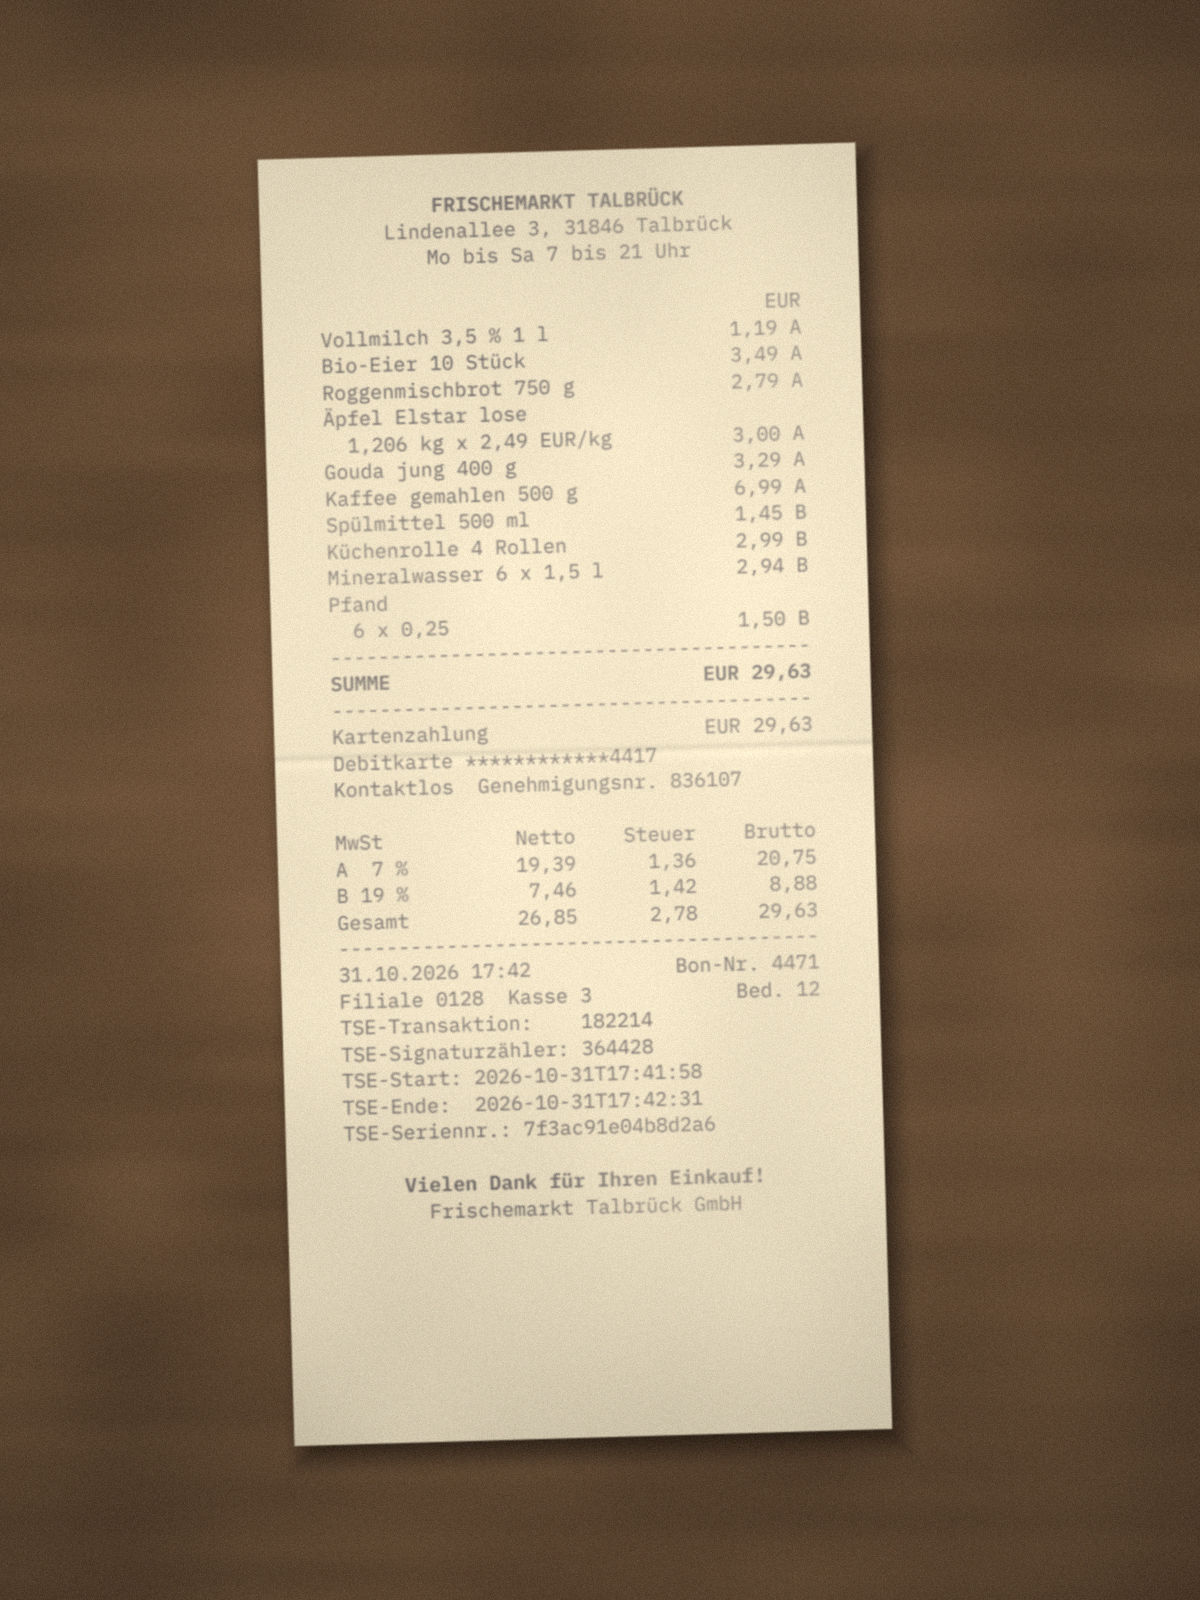 FRISCHEMARKT TALBRÜCK
Lindenallee 3, 31846 Talbrück
Mo bis Sa 7 bis 21 Uhr
EUR
Vollmilch 3,5 % 1 l 1,19 A
Bio-Eier 10 Stück 3,49 A
Roggenmischbrot 750 g 2,79 A
Äpfel Elstar lose
1,206 kg x 2,49 EUR/kg 3,00 A
Gouda jung 400 g 3,29 A
Kaffee gemahlen 500 g 6,99 A
Spülmittel 500 ml 1,45 B
Küchenrolle 4 Rollen 2,99 B
Mineralwasser 6 x 1,5 l 2,94 B
Pfand
6 x 0,25 1,50 B
----------------------------------------
SUMME EUR 29,63
----------------------------------------
Kartenzahlung EUR 29,63
Debitkarte ************4417
Kontaktlos Genehmigungsnr. 836107
MwSt Netto Steuer Brutto
A 7 % 19,39 1,36 20,75
B 19 % 7,46 1,42 8,88
Gesamt 26,85 2,78 29,63
----------------------------------------
31.10.2026 17:42 Bon-Nr. 4471
Filiale 0128 Kasse 3 Bed. 12
TSE-Transaktion: 182214
TSE-Signaturzähler: 364428
TSE-Start: 2026-10-31T17:41:58
TSE-Ende: 2026-10-31T17:42:31
TSE-Seriennr.: 7f3ac91e04b8d2a6
Vielen Dank für Ihren Einkauf!
Frischemarkt Talbrück GmbH